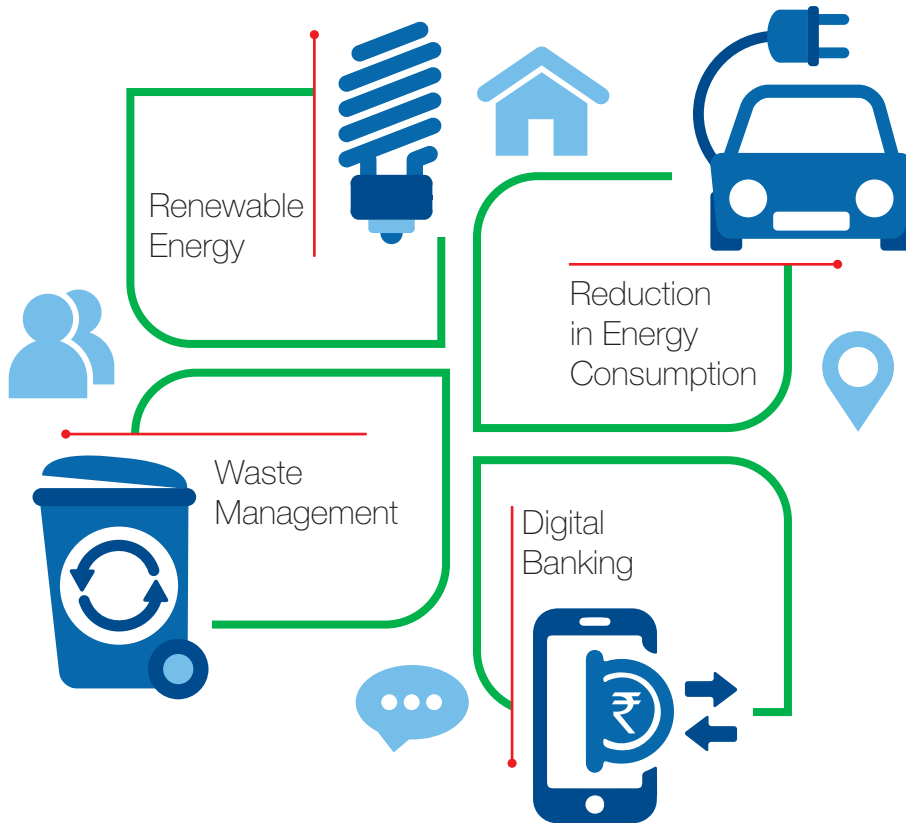 Renewable
Energy
Reduction
in Energy
Consumption
Waste
Management
Digital
Banking
₹